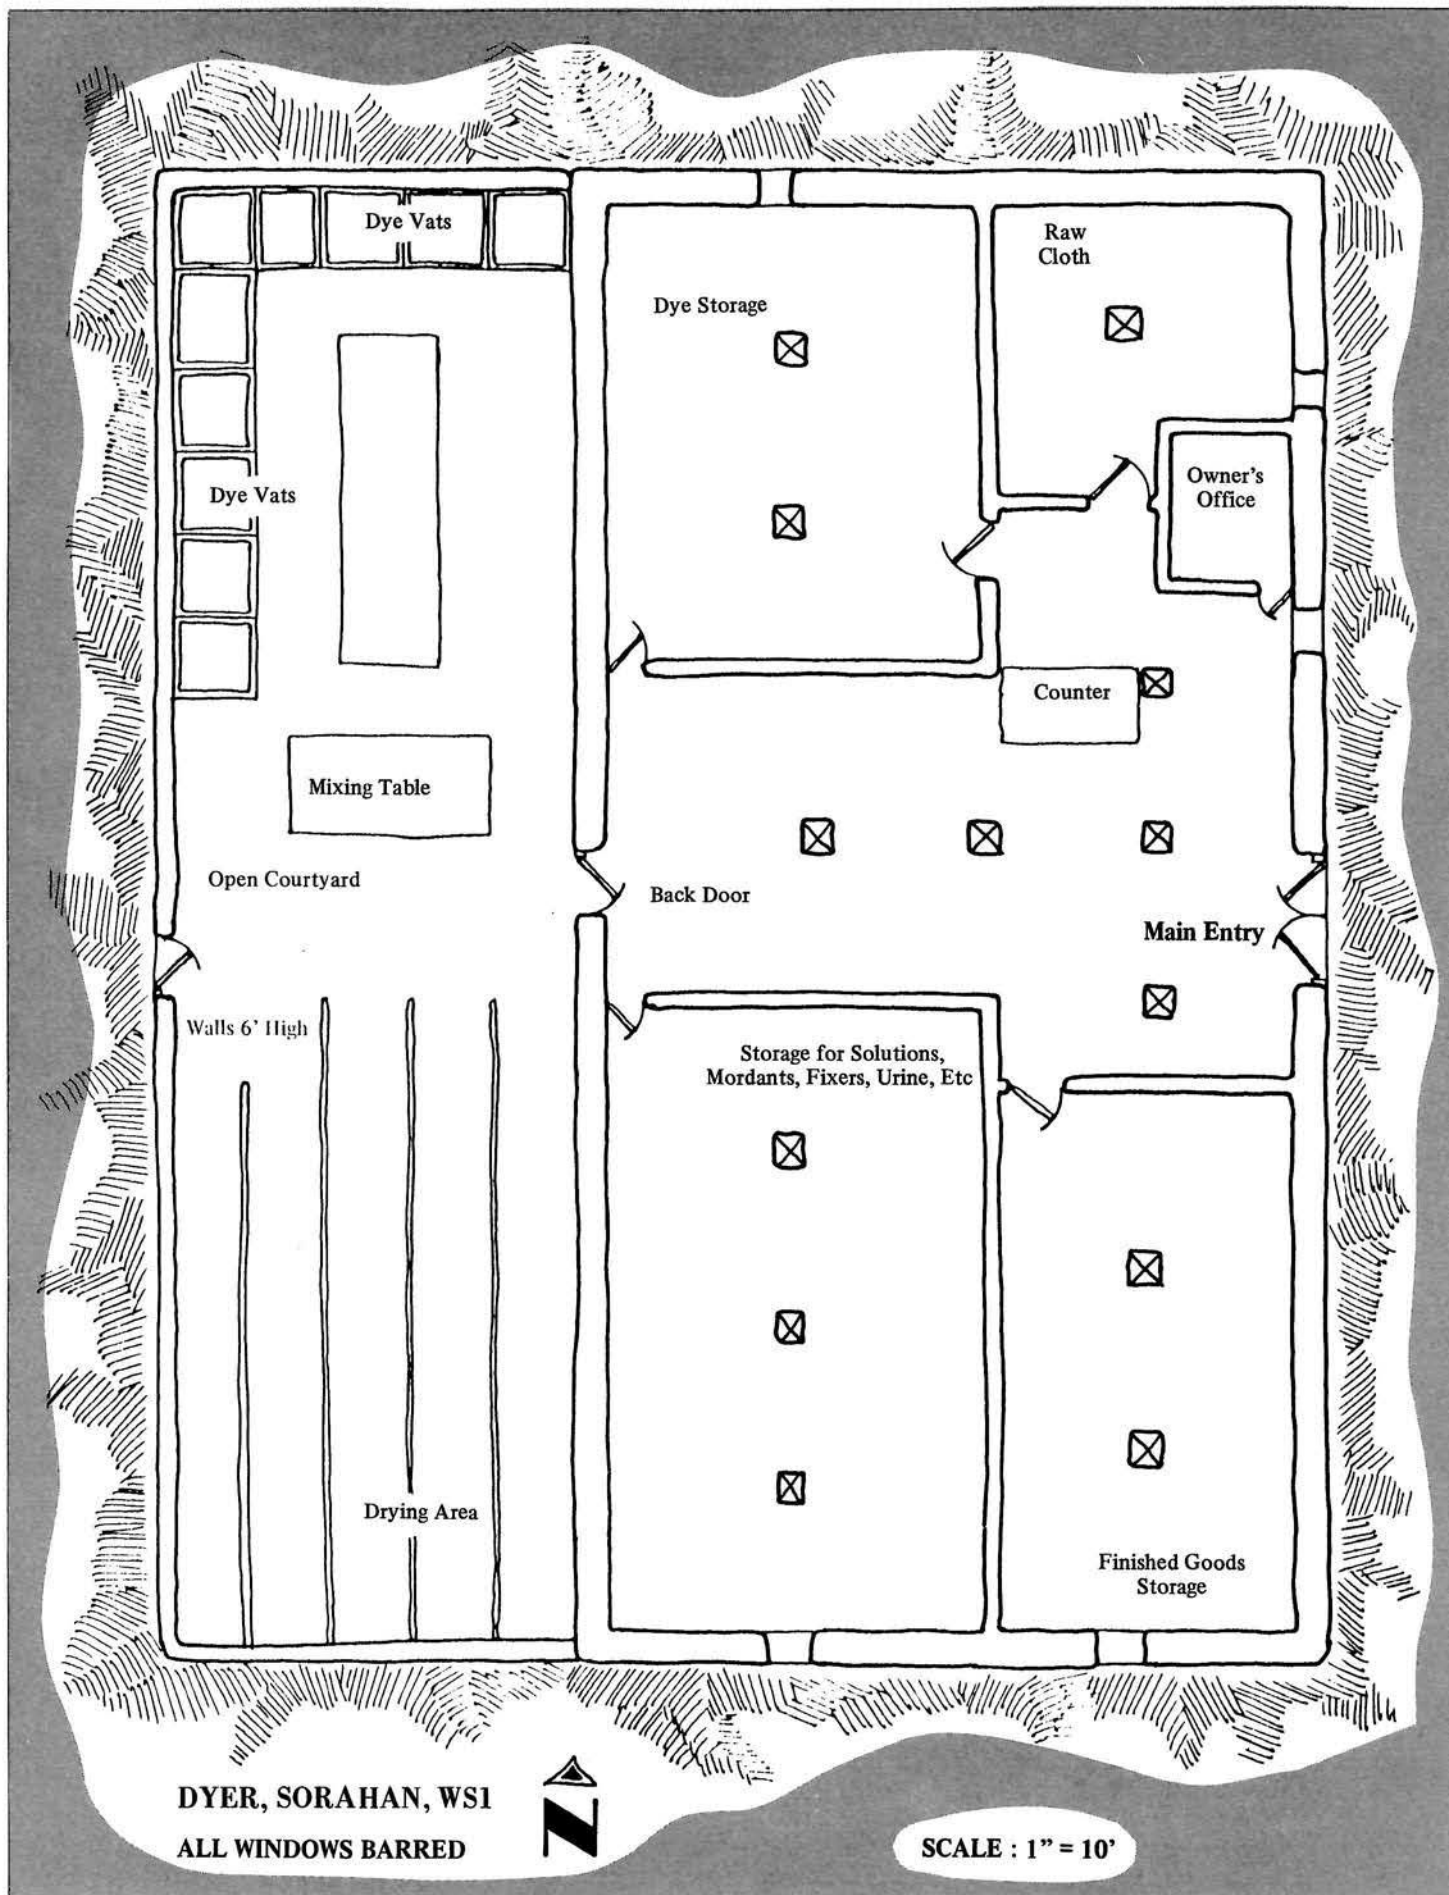 Dye Vats
Raw
Cloth
Dye Storage
Dye Vats
Owner's
Office
Counter
Mixing Table
Open Courtyard
Back Door
Main Entry
Walls 6' High
Storage for Solutions,
Mordants, Fixers, Urine, Etc
Drying Area
Finished Goods
Storage
DYER, SORAHAN, WS1
ALL WINDOWS BARRED
N
SCALE : 1" = 10'